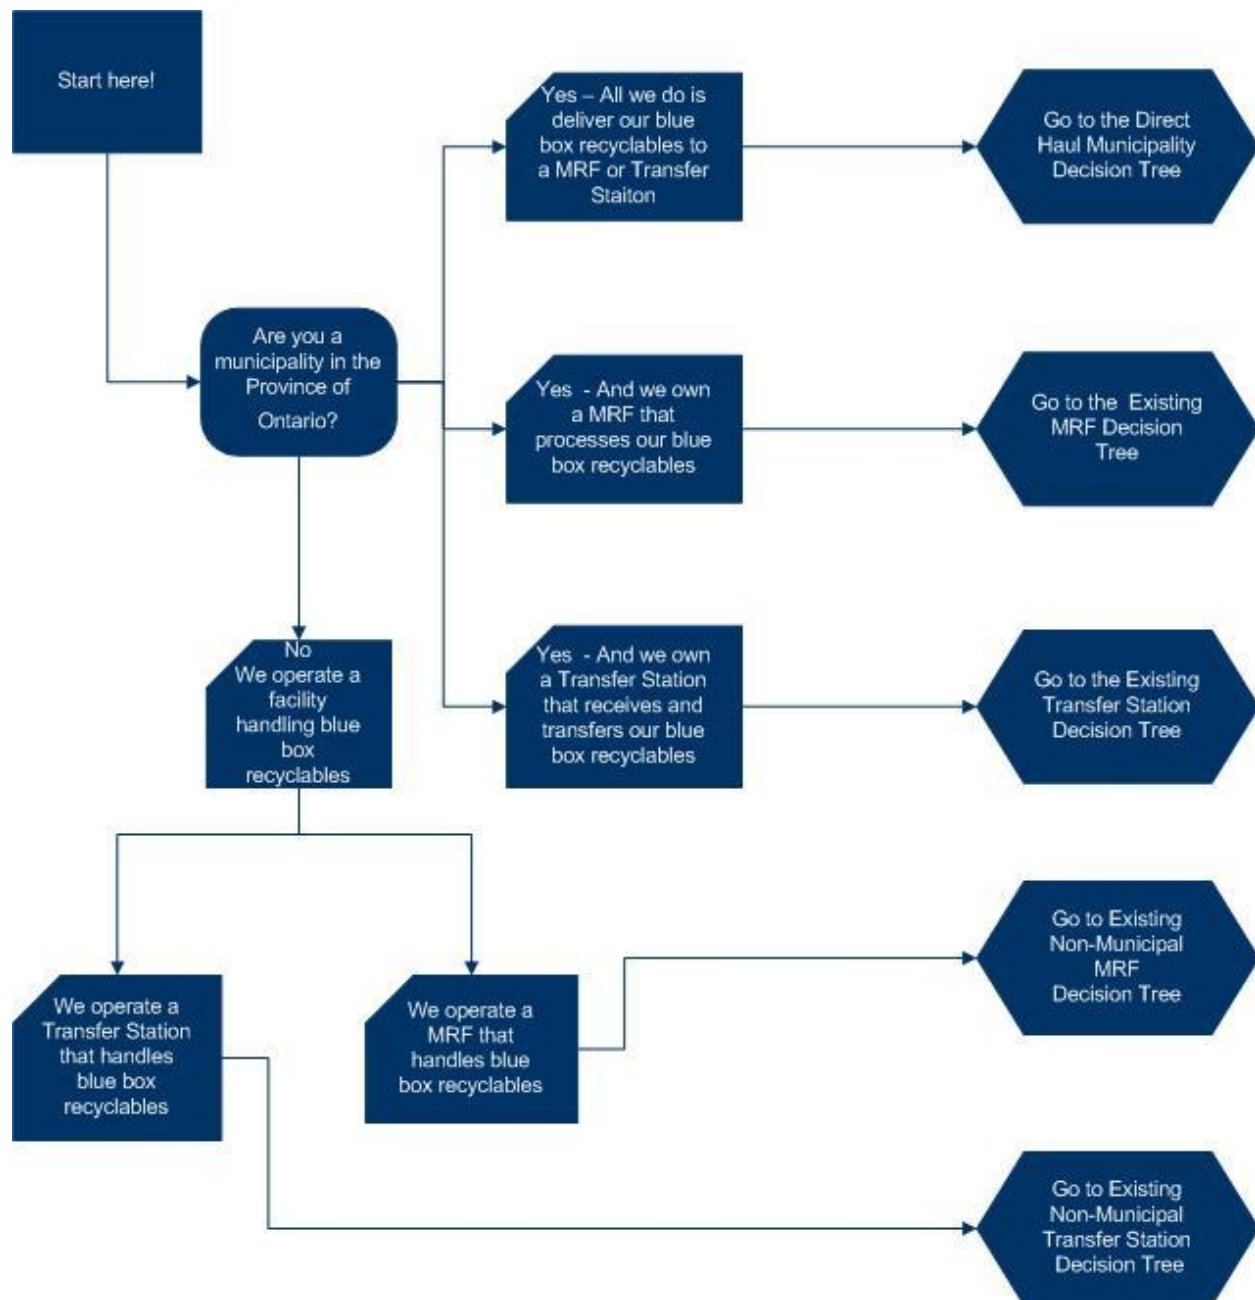 Start here!
Yes – All we do is
deliver our blue
box recyclables to
a MRF or Transfer
Staiton
Go to the Direct
Haul Municipality
Decision Tree
Are you a
municipality in the
Province of
Ontario?
Yes - And we own
a MRF that
processes our blue
box recyclables
Go to the Existing
MRF Decision
Tree
No
We operate a
facility
handling blue
box
recyclables
Yes - And we own
a Transfer Station
that receives and
transfers our blue
box recyclables
Go to the Existing
Transfer Station
Decision Tree
We operate a
Transfer Station
that handles
blue box
recyclables
We operate a
MRF that
handles blue
box recyclables
Go to Existing
Non-Municipal
MRF
Decision Tree
Go to Existing
Non-Municipal
Transfer Station
Decision Tree